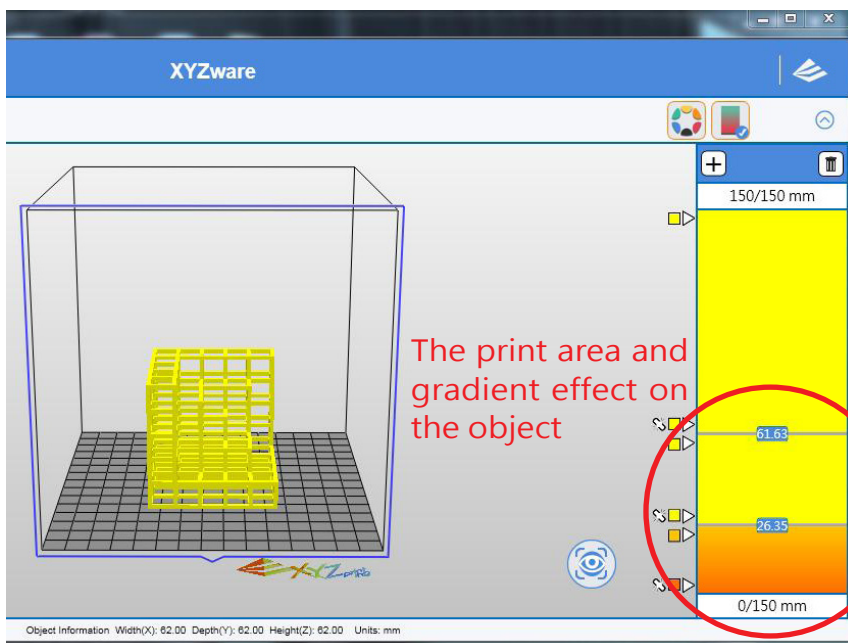 XYZware
150/150 mm
The print area and
gradient effect on
the object
61.63
26.35
XYZprinting
0/150 mm
Object Information Width(X): 62.00 Depth(Y): 62.00 Height(Z): 62.00 Units: mm